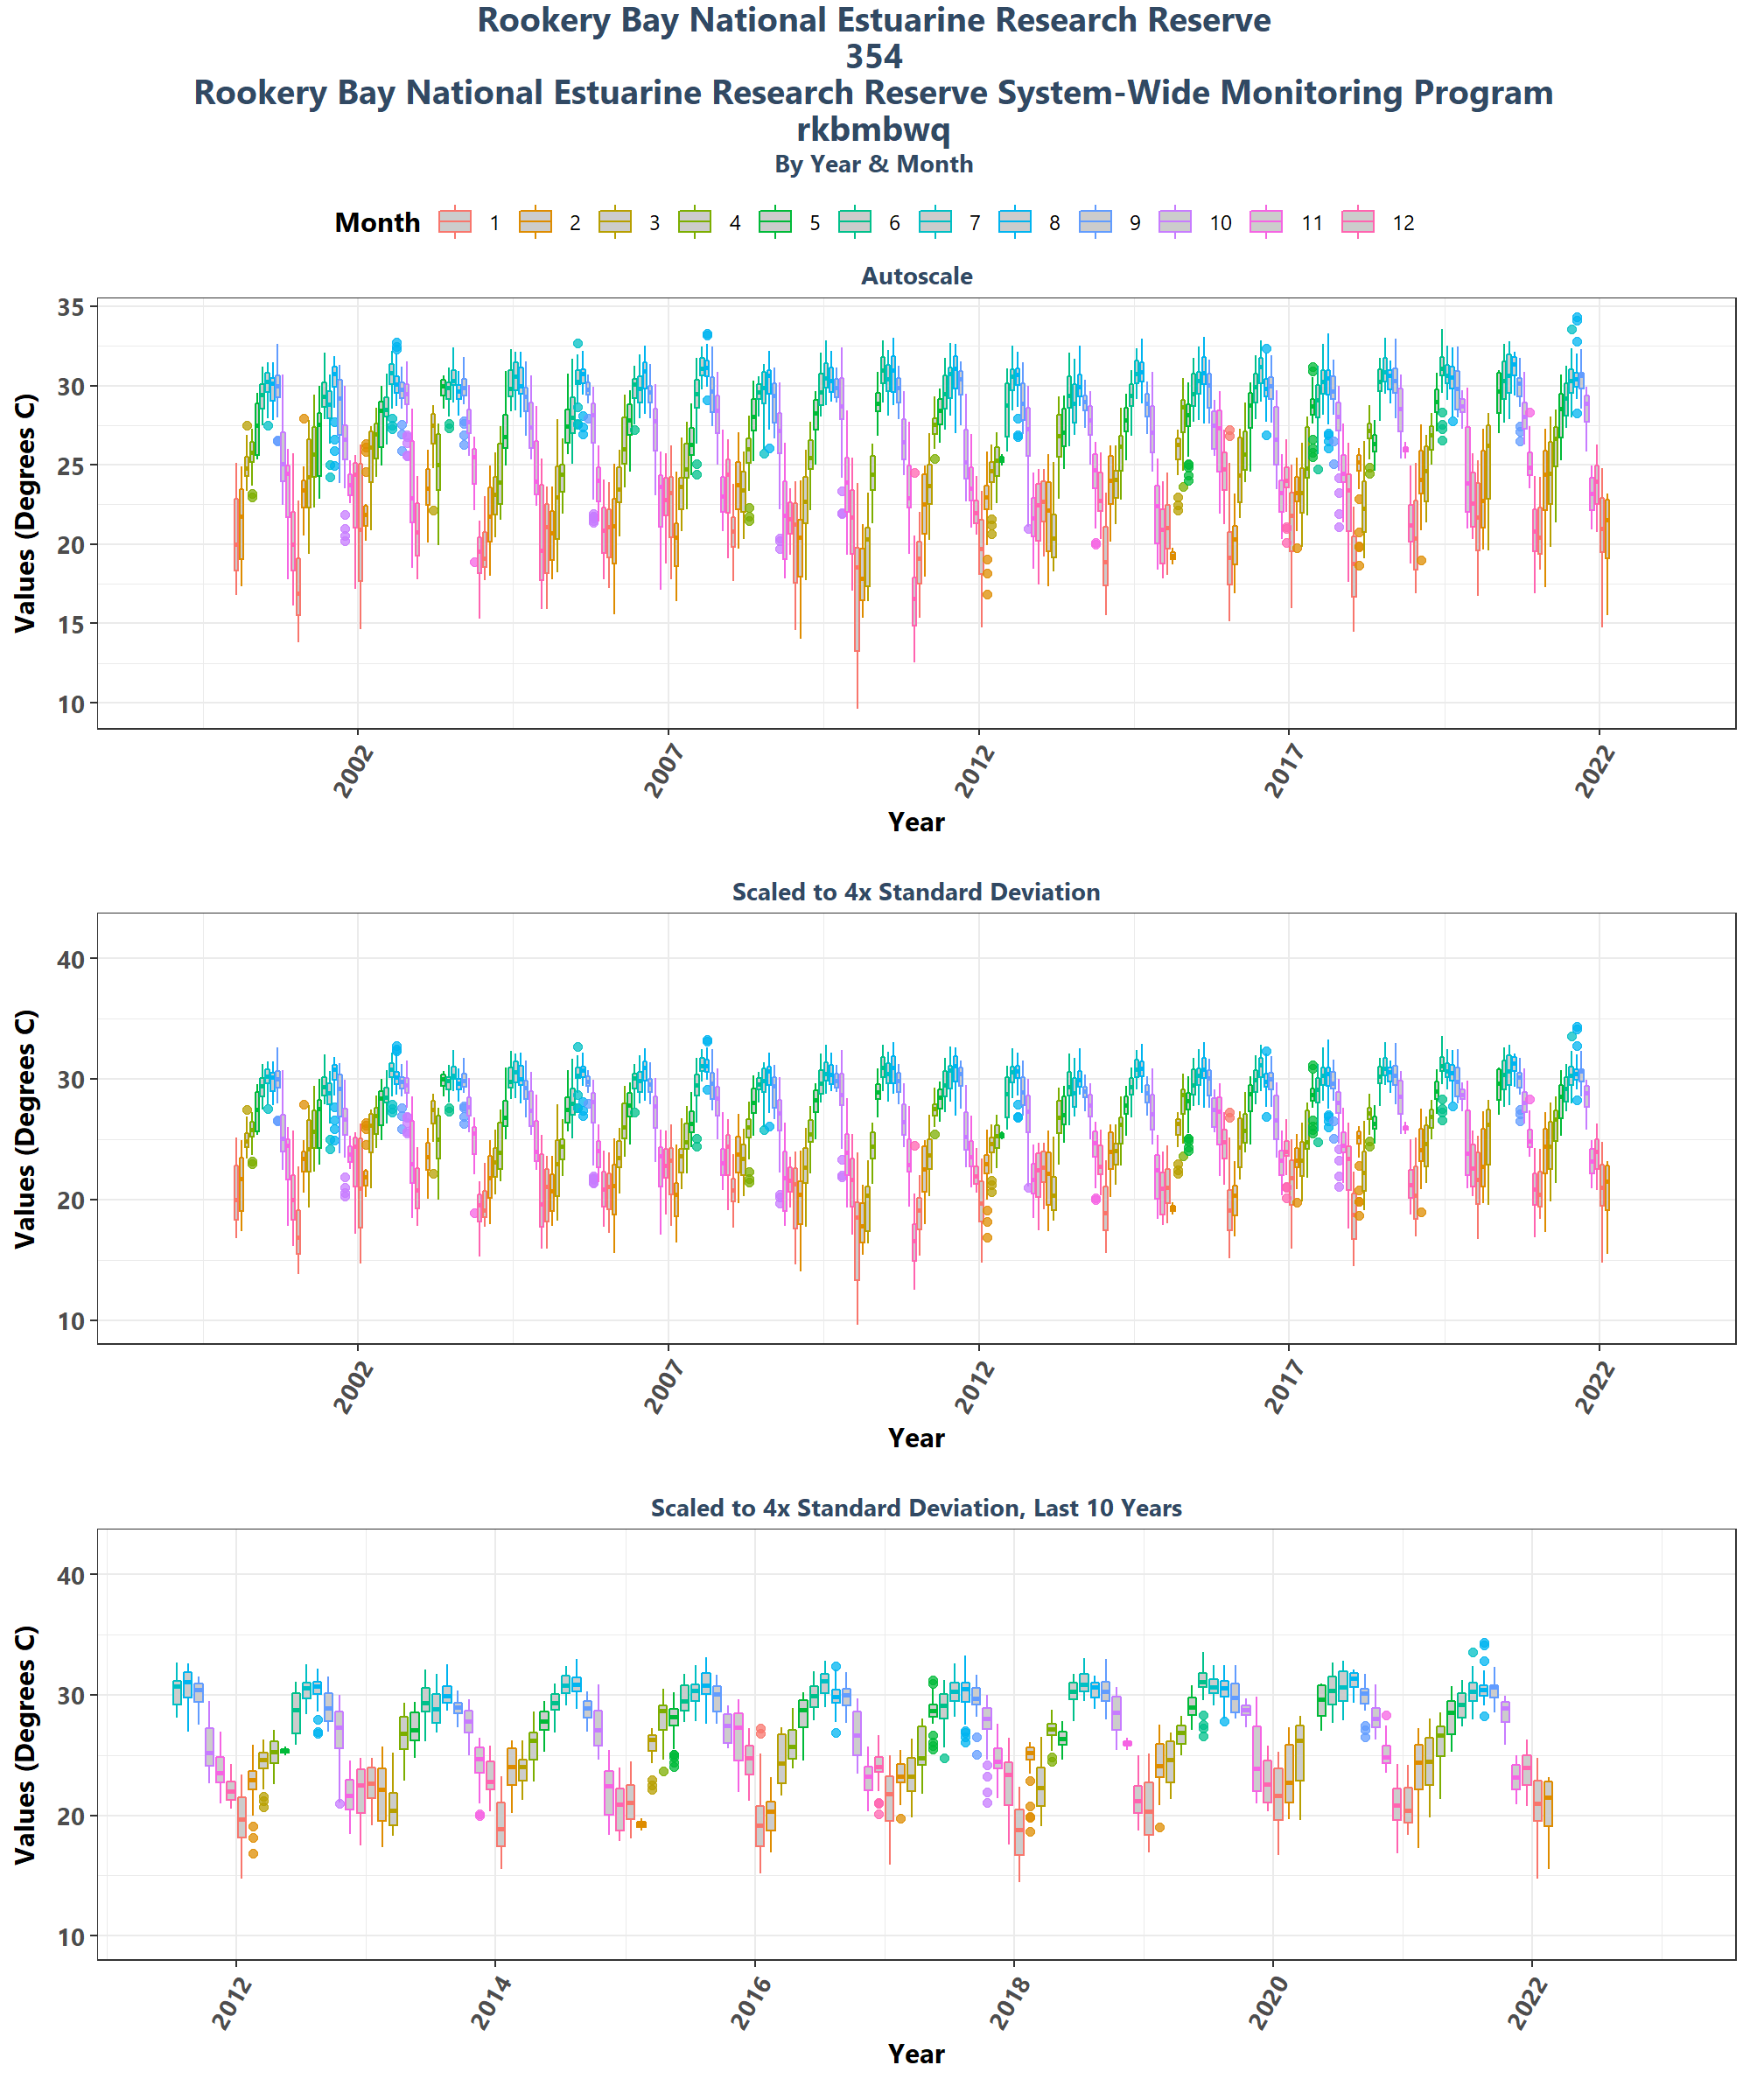 Rookery Bay National Estuarine Research Reserve
354
Rookery Bay National Estuarine Research Reserve System-Wide Monitoring Program
rkbmbwq
By Year & Month
Month 1 2 3 4 5 6 7 8 9 10 11 12
Autoscale
Values (Degrees C)
35
30
25
20
15
10
2002 2007 2012 2017 2022
Year
Scaled to 4x Standard Deviation
Values (Degrees C)
40
30
20
10
2002 2007 2012 2017 2022
Year
Scaled to 4x Standard Deviation, Last 10 Years
Values (Degrees C)
40
30
20
10
2012 2014 2016 2018 2020 2022
Year